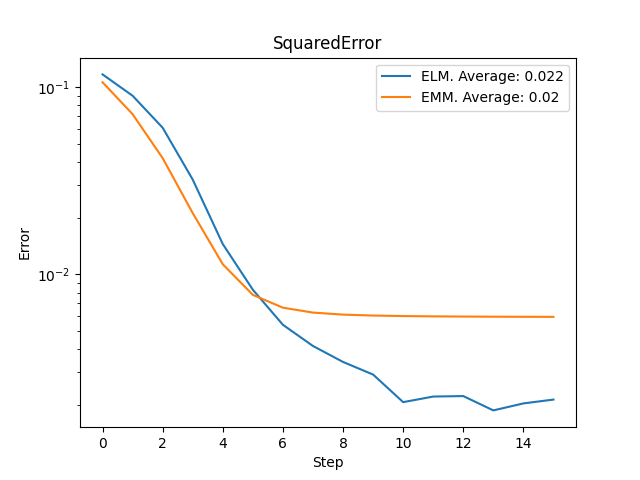 SquaredError
ELM. Average: 0.022
EMM. Average: 0.02
10⁻¹
10⁻²
Error
0 2 4 6 8 10 12 14
Step